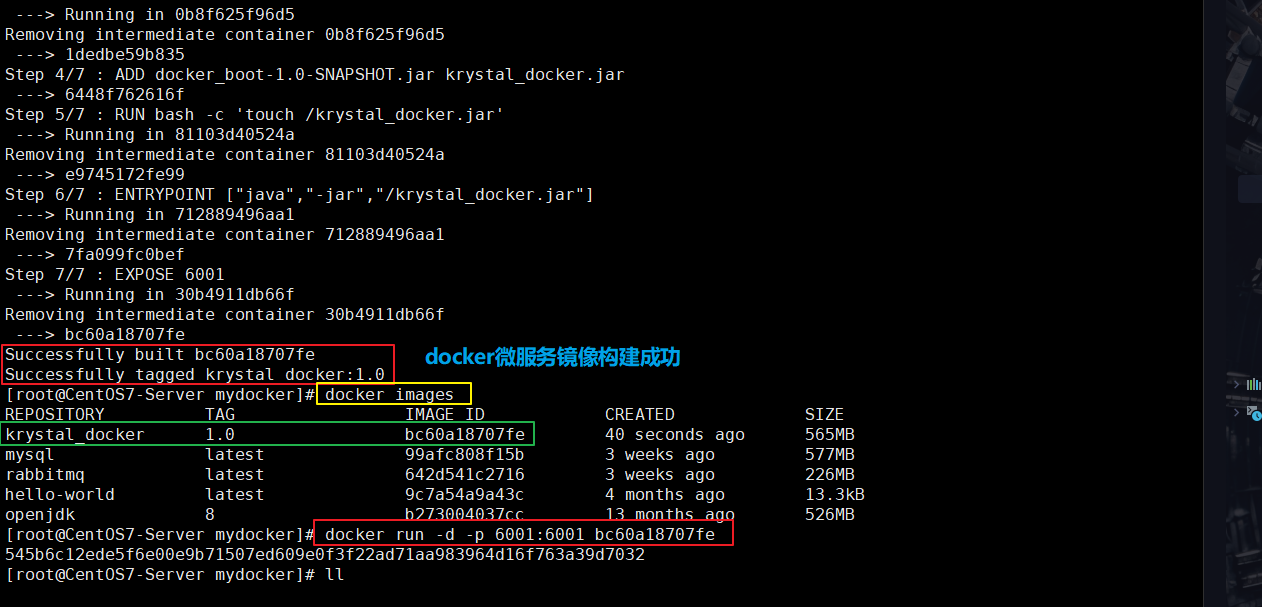 ---> Running in 0b8f625f96d5
Removing intermediate container 0b8f625f96d5
---> 1dedbe59b835
Step 4/7 : ADD docker_boot-1.0-SNAPSHOT.jar krystal_docker.jar
---> 6448f762616f
Step 5/7 : RUN bash -c 'touch /krystal_docker.jar'
---> Running in 81103d40524a
Removing intermediate container 81103d40524a
---> e9745172fe99
Step 6/7 : ENTRYPOINT ["java","-jar","/krystal_docker.jar"]
---> Running in 712889496aa1
Removing intermediate container 712889496aa1
---> 7fa099fc0bef
Step 7/7 : EXPOSE 6001
---> Running in 30b4911db66f
Removing intermediate container 30b4911db66f
---> bc60a18707fe
Successfully built bc60a18707fe
docker微服务镜像构建成功
Successfully tagged krystal_docker:1.0
[root@CentOS7-Server mydocker]# docker images
REPOSITORY TAG IMAGE ID CREATED SIZE
krystal_docker 1.0 bc60a18707fe 40 seconds ago 565MB
mysql latest 99afc808f15b 3 weeks ago 577MB
rabbitmq latest 642d541c2716 3 weeks ago 226MB
hello-world latest 9c7a54a9a43c 4 months ago 13.3kB
openjdk 8 b273004037cc 13 months ago 526MB
[root@CentOS7-Server mydocker]# docker run -d -p 6001:6001 bc60a18707fe
545b6c12ede5f6e00e9b71507ed609e0f3f22ad71aa983964d16f763a39d7032
[root@CentOS7-Server mydocker]# ll